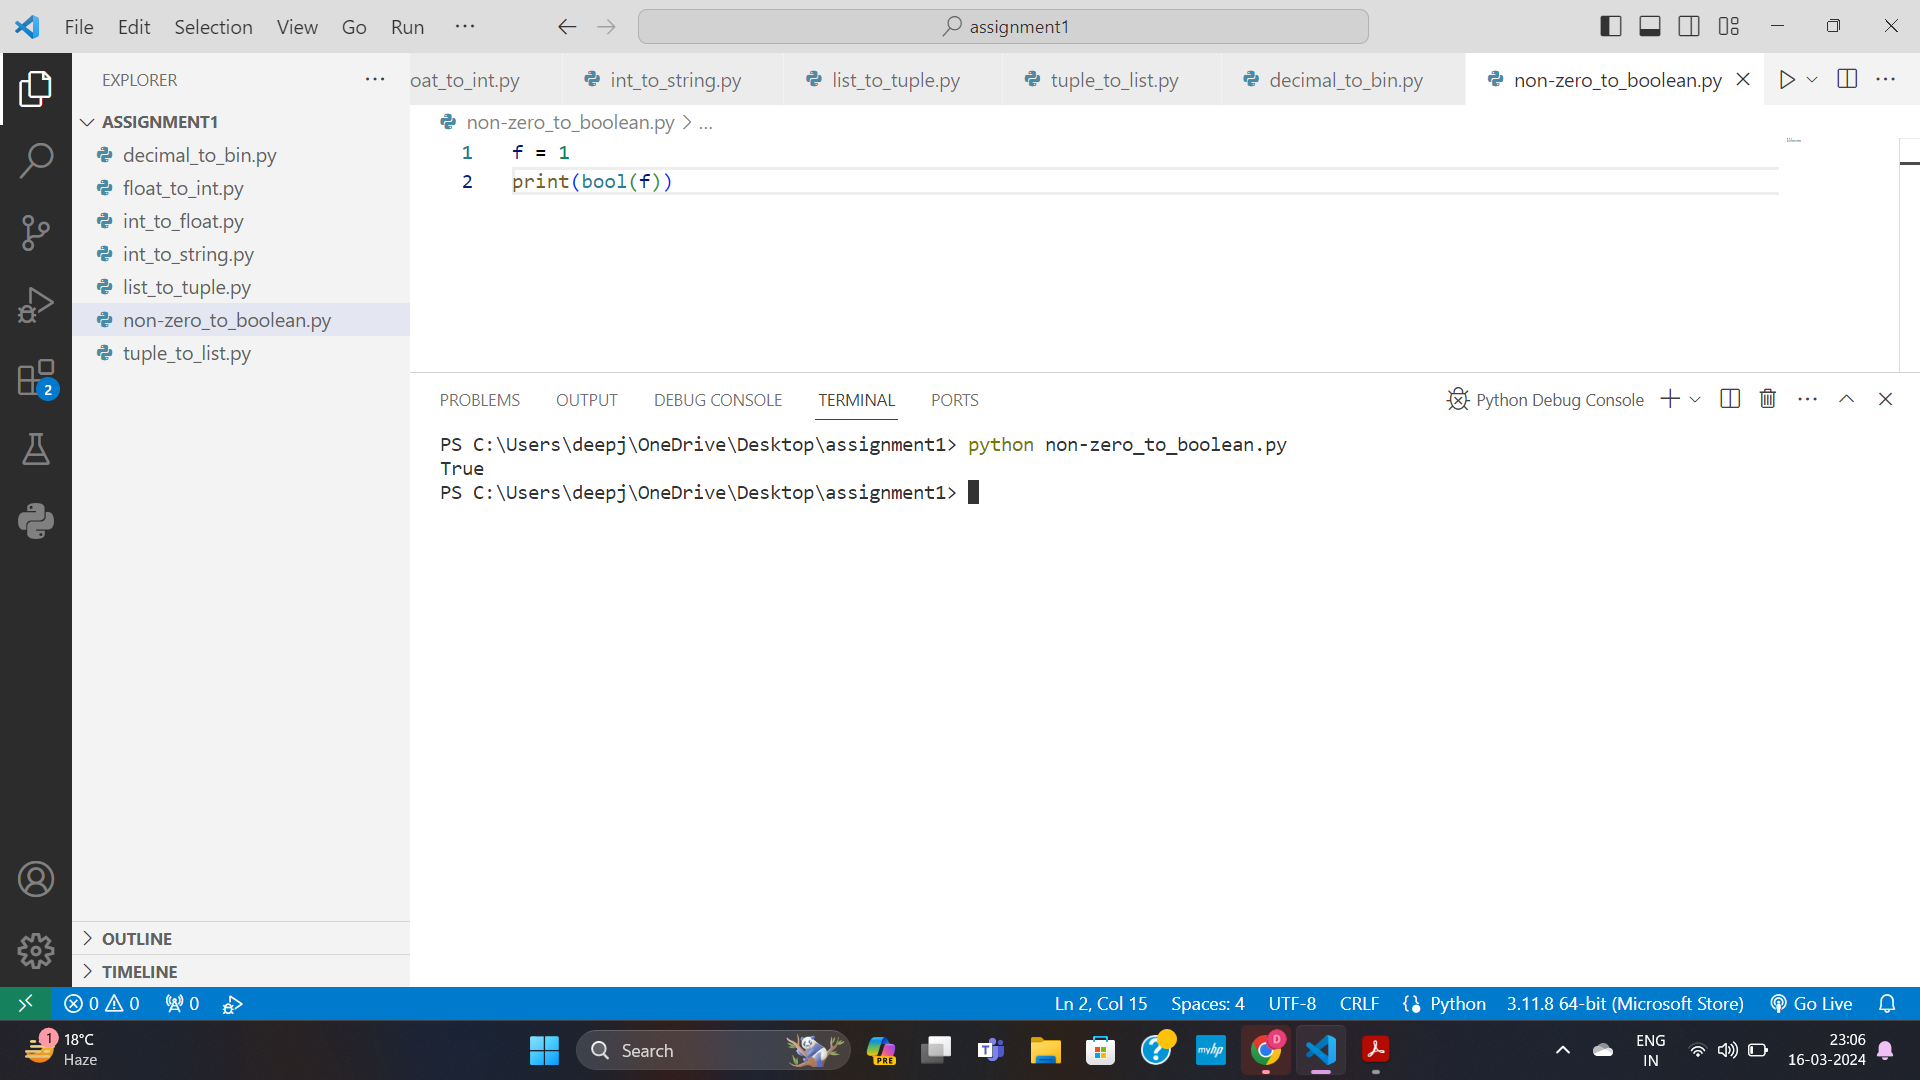 File Edit Selection View Go Run ···
assignment1
EXPLORER ···
ASSIGNMENT1
decimal_to_bin.py
float_to_int.py
int_to_float.py
int_to_string.py
list_to_tuple.py
non-zero_to_boolean.py
tuple_to_list.py
2
OUTLINE
TIMELINE
oat_to_int.py int_to_string.py list_to_tuple.py tuple_to_list.py decimal_to_bin.py non-zero_to_boolean.py
non-zero_to_boolean.py > ...
1 f = 1
2 print(bool(f))
PROBLEMS OUTPUT DEBUG CONSOLE TERMINAL PORTS Python Debug Console
PS C:\Users\deepj\OneDrive\Desktop\assignment1> python non-zero_to_boolean.py
True
PS C:\Users\deepj\OneDrive\Desktop\assignment1>
0 0 0 Ln 2, Col 15 Spaces: 4 UTF-8 CRLF {} Python 3.11.8 64-bit (Microsoft Store) Go Live
1 18°C
Haze
Search
PRE
myhp
D
ENG
IN
23:06
16-03-2024